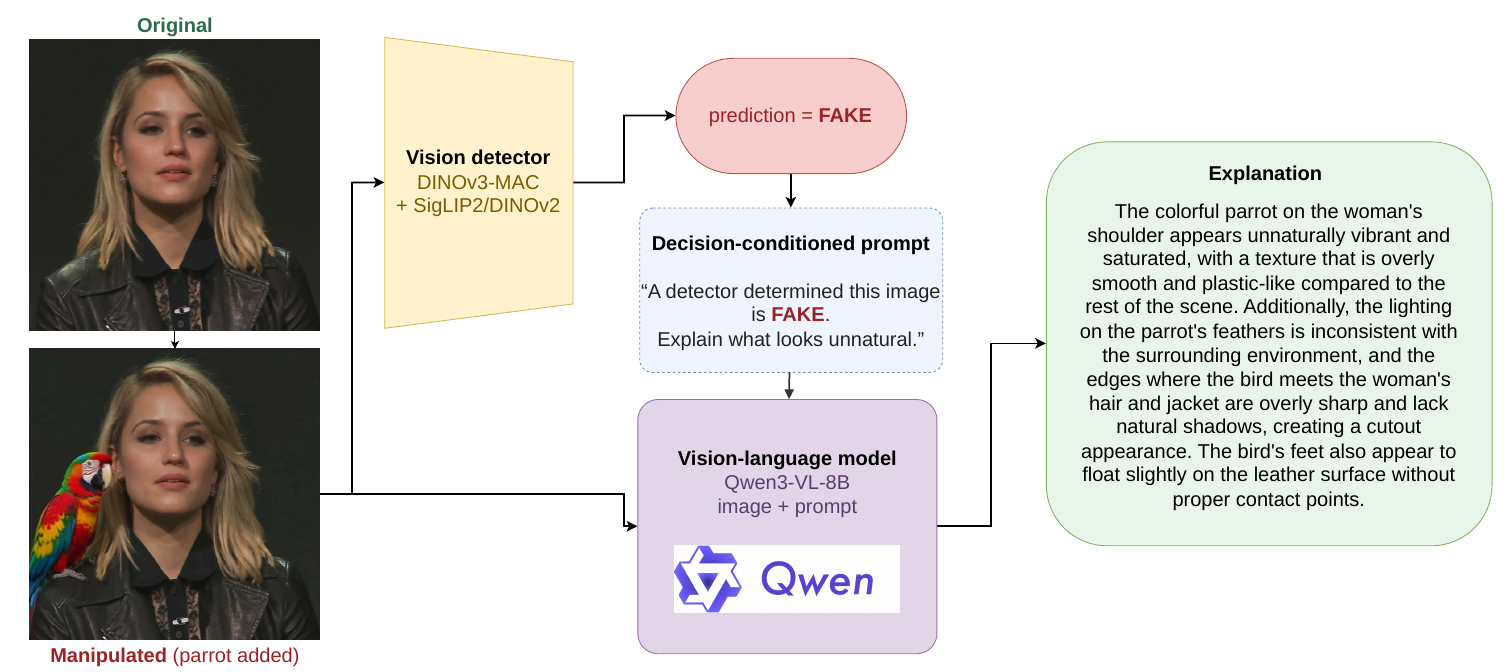 Original
Manipulated (parrot added)
Vision detector
DINOv3-MAC
+ SigLIP2/DINOv2
prediction = FAKE
Decision-conditioned prompt
“A detector determined this image
is FAKE.
Explain what looks unnatural.”
Vision-language model
Qwen3-VL-8B
image + prompt
Qwen
Explanation
The colorful parrot on the woman's
shoulder appears unnaturally vibrant and
saturated, with a texture that is overly
smooth and plastic-like compared to the
rest of the scene. Additionally, the lighting
on the parrot's feathers is inconsistent with
the surrounding environment, and the
edges where the bird meets the woman's
hair and jacket are overly sharp and lack
natural shadows, creating a cutout
appearance. The bird's feet also appear to
float slightly on the leather surface without
proper contact points.